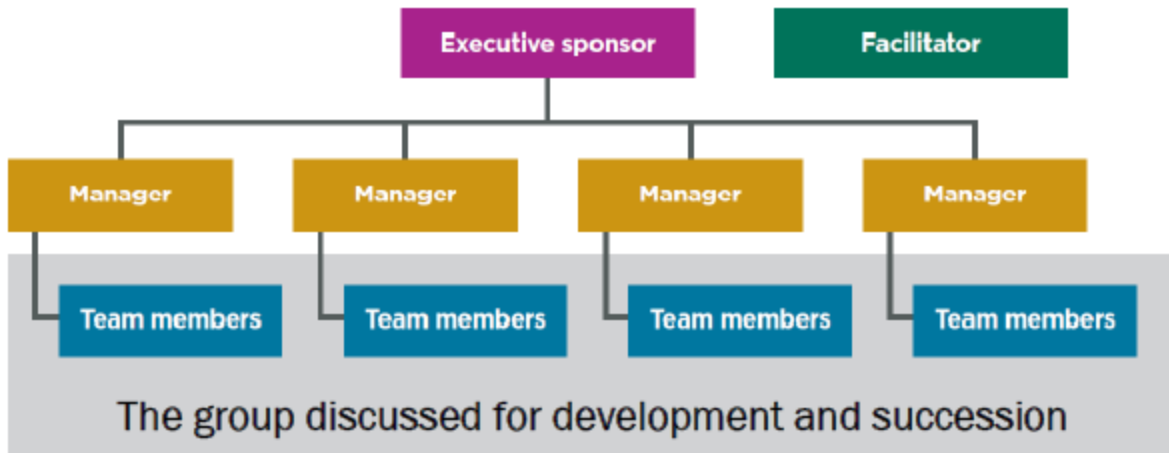 Executive sponsor
Facilitator
Manager
Manager
Manager
Manager
Team members
Team members
Team members
Team members
The group discussed for development and succession